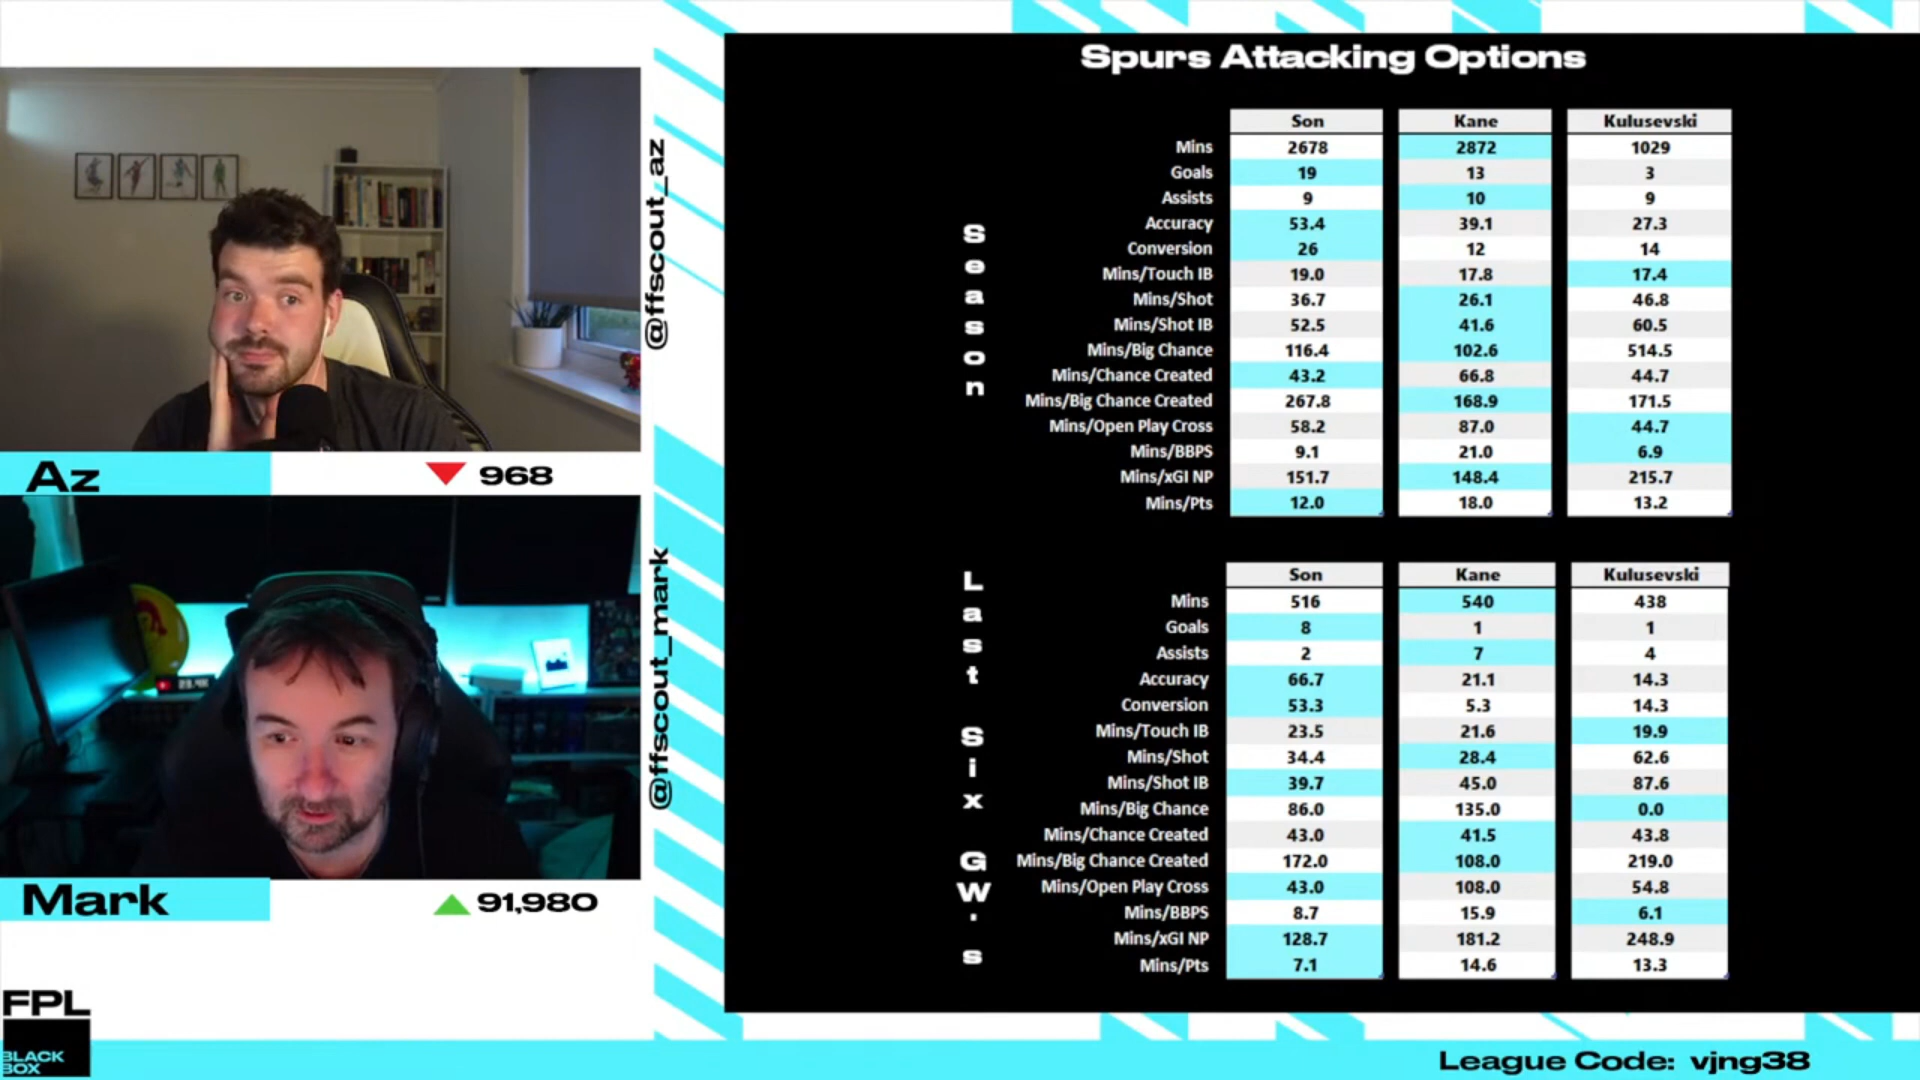 Spurs Attacking Options
Season
Son Kane Kulusevski
Mins 2678 2872 1029
Goals 19 13 3
Assists 9 10 9
Accuracy 53.4 39.1 27.3
Conversion 26 12 14
Mins/Touch IB 19.0 17.8 17.4
Mins/Shot 36.7 26.1 46.8
Mins/Shot IB 52.5 41.6 60.5
Mins/Big Chance 116.4 102.6 514.5
Mins/Chance Created 43.2 66.8 44.7
Mins/Big Chance Created 267.8 168.9 171.5
Mins/Open Play Cross 58.2 87.0 44.7
Mins/BBPS 9.1 21.0 6.9
Mins/xGI NP 151.7 148.4 215.7
Mins/Pts 12.0 18.0 13.2
Last Six GW's
Son Kane Kulusevski
Mins 516 540 438
Goals 8 1 1
Assists 2 7 4
Accuracy 66.7 21.1 14.3
Conversion 53.3 5.3 14.3
Mins/Touch IB 23.5 21.6 19.9
Mins/Shot 34.4 28.4 62.6
Mins/Shot IB 39.7 45.0 87.6
Mins/Big Chance 86.0 135.0 0.0
Mins/Chance Created 43.0 41.5 43.8
Mins/Big Chance Created 172.0 108.0 219.0
Mins/Open Play Cross 43.0 108.0 54.8
Mins/BBPS 8.7 15.9 6.1
Mins/xGI NP 128.7 181.2 248.9
Mins/Pts 7.1 14.6 13.3
@ffscout_az
Az 968
@ffscout_mark
Mark 91,980
FPL
BLACK
BOX
League Code: vjng38